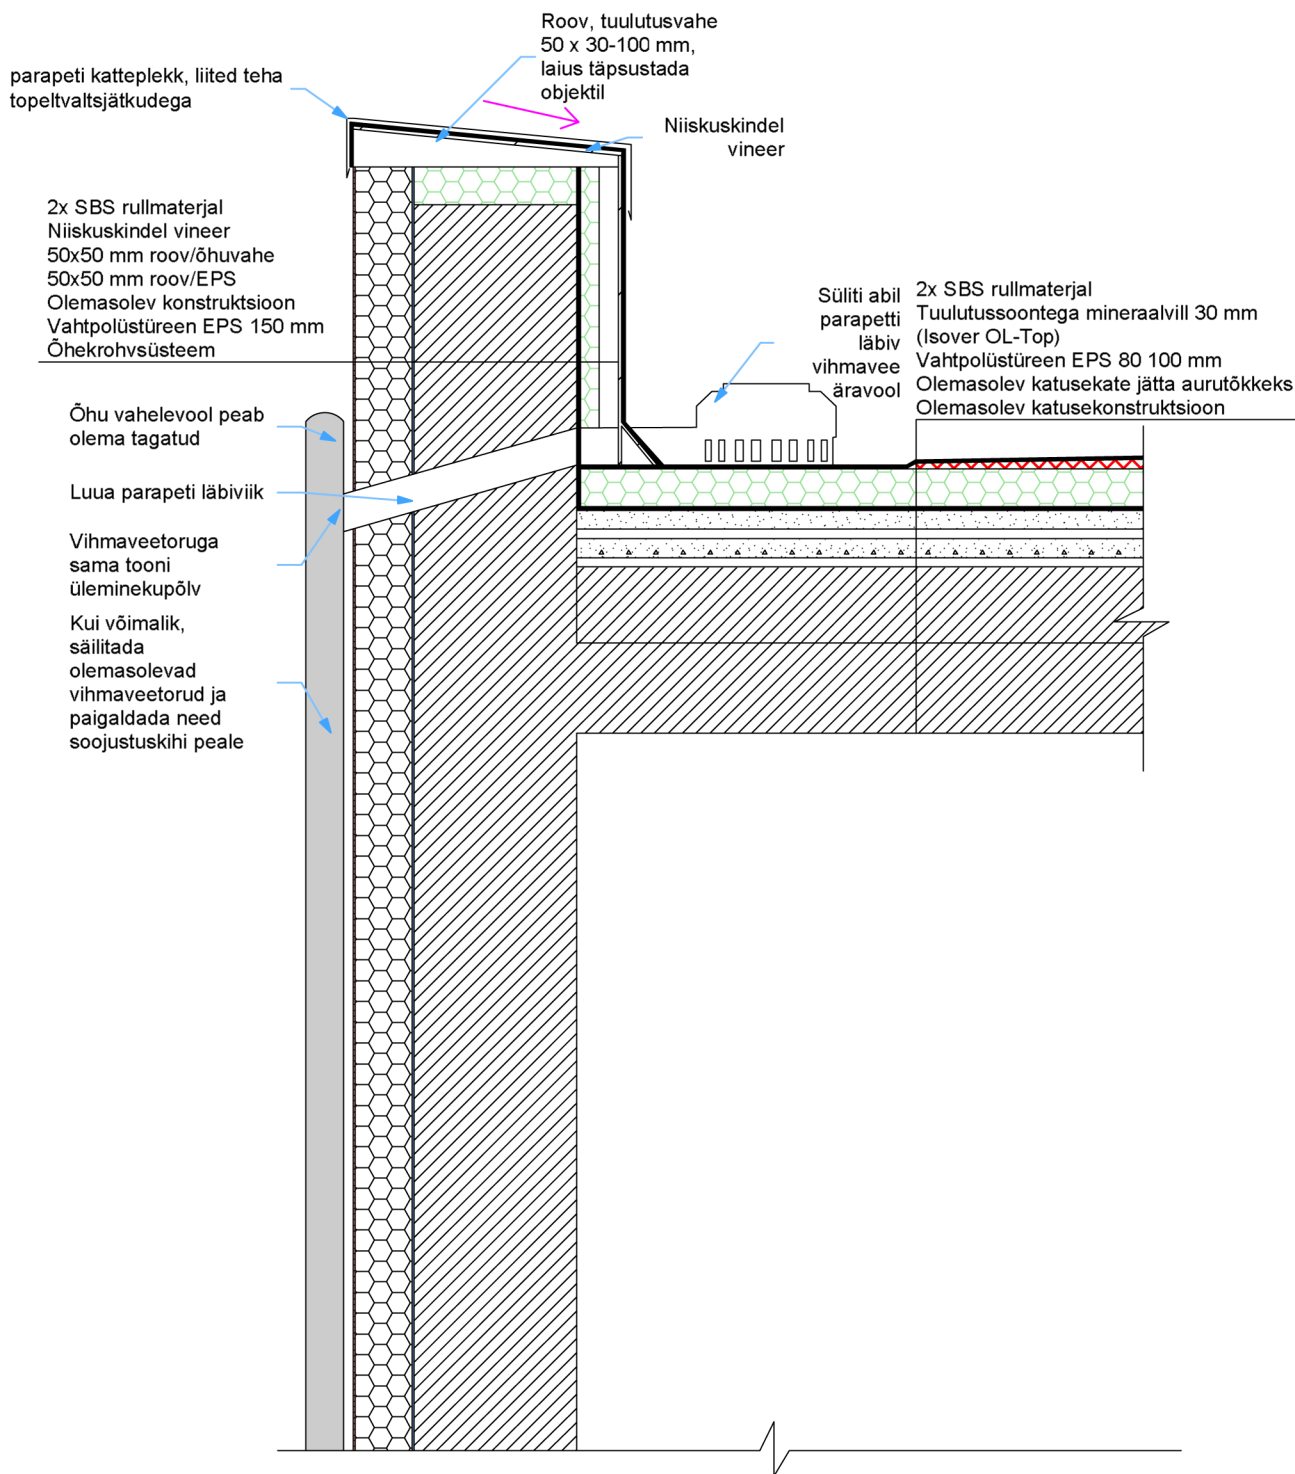 Roov, tuulutusvahe
50 x 30-100 mm,
laius täpsustada
objektil
parapeti katteplekk, liited teha
topeltvaltsjätkudega
Niiskuskindel
vineer
2x SBS rullmaterjal
Niiskuskindel vineer
50x50 mm roov/õhuvahe
50x50 mm roov/EPS
Olemasolev konstruktsioon
Vahtpolüstüreen EPS 150 mm
Õhekrohvsüsteem
Süliti abil
parapetti
läbiv
vihmavee
äravool
2x SBS rullmaterjal
Tuulutussoontega mineraalvill 30 mm
(Isover OL-Top)
Vahtpolüstüreen EPS 80 100 mm
Olemasolev katusekate jätta aurutõkkeks
Olemasolev katusekonstruktsioon
Õhu vahelevool peab
olema tagatud
Luua parapeti läbiviik
Vihmaveetoruga
sama tooni
üleminekupõlv
Kui võimalik,
säilitada
olemasolevad
vihmaveetorud ja
paigaldada need
soojustuskihi peale